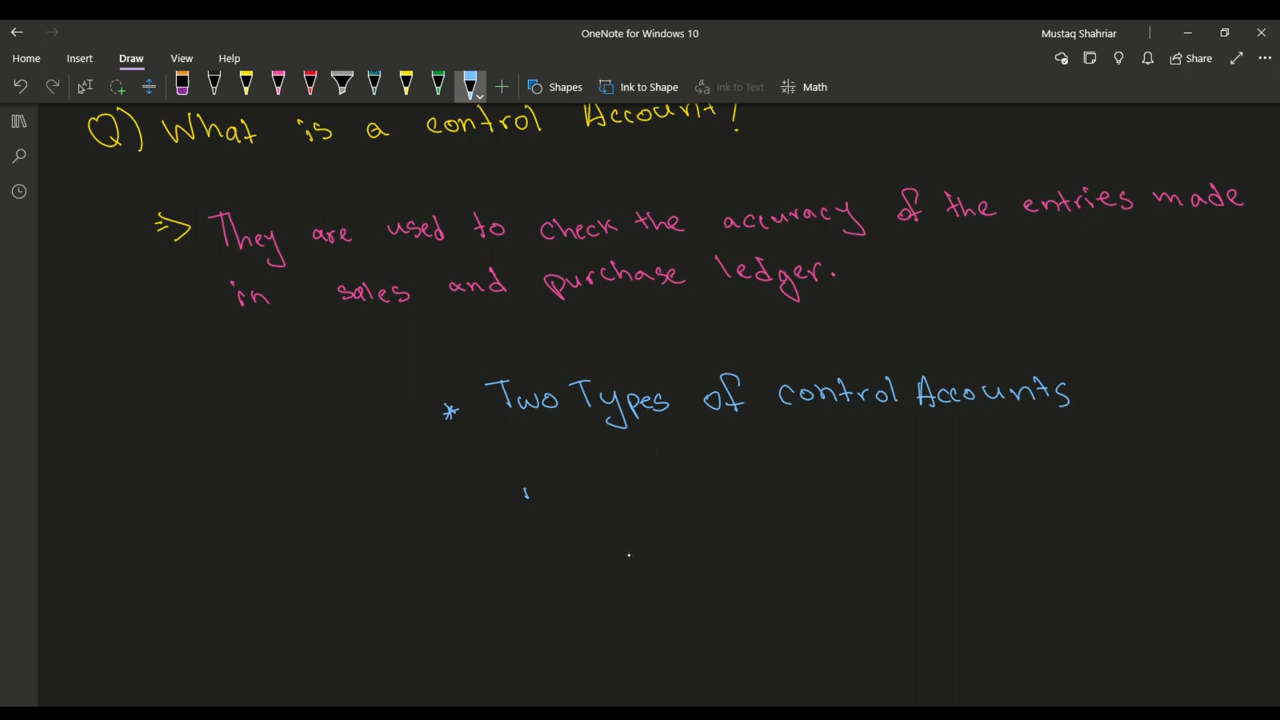 OneNote for Windows 10
Mustaq Shahriar
Home Insert Draw View Help
Shapes Ink to Shape Ink to Text Math Share
Q) What is a control Account?
=> They are used to check the accuracy of the entries made
in sales and purchase ledger.
* Two Types of control Accounts